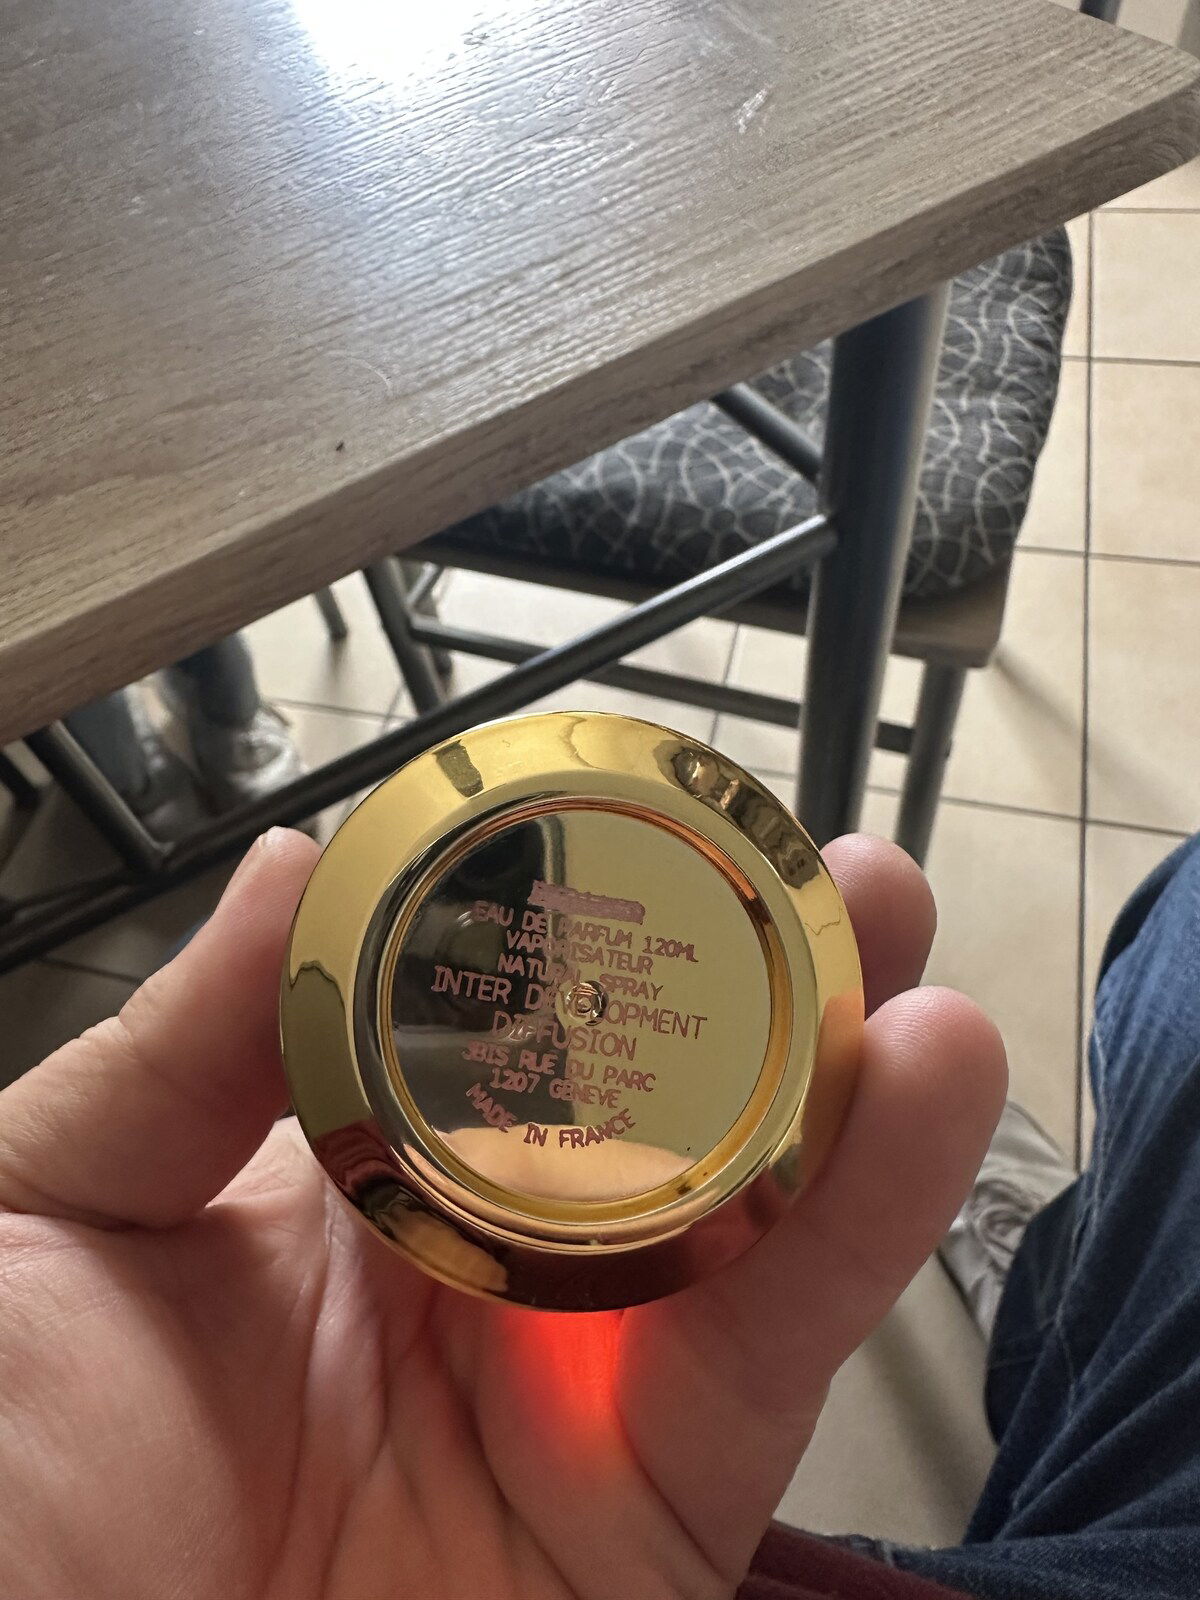 EAU DE PARFUM 120ML
VAPORISATEUR
NATURAL SPRAY
INTER DEVELOPMENT
DIFFUSION
3BIS RUE DU PARC
1207 GENEVE
MADE IN FRANCE